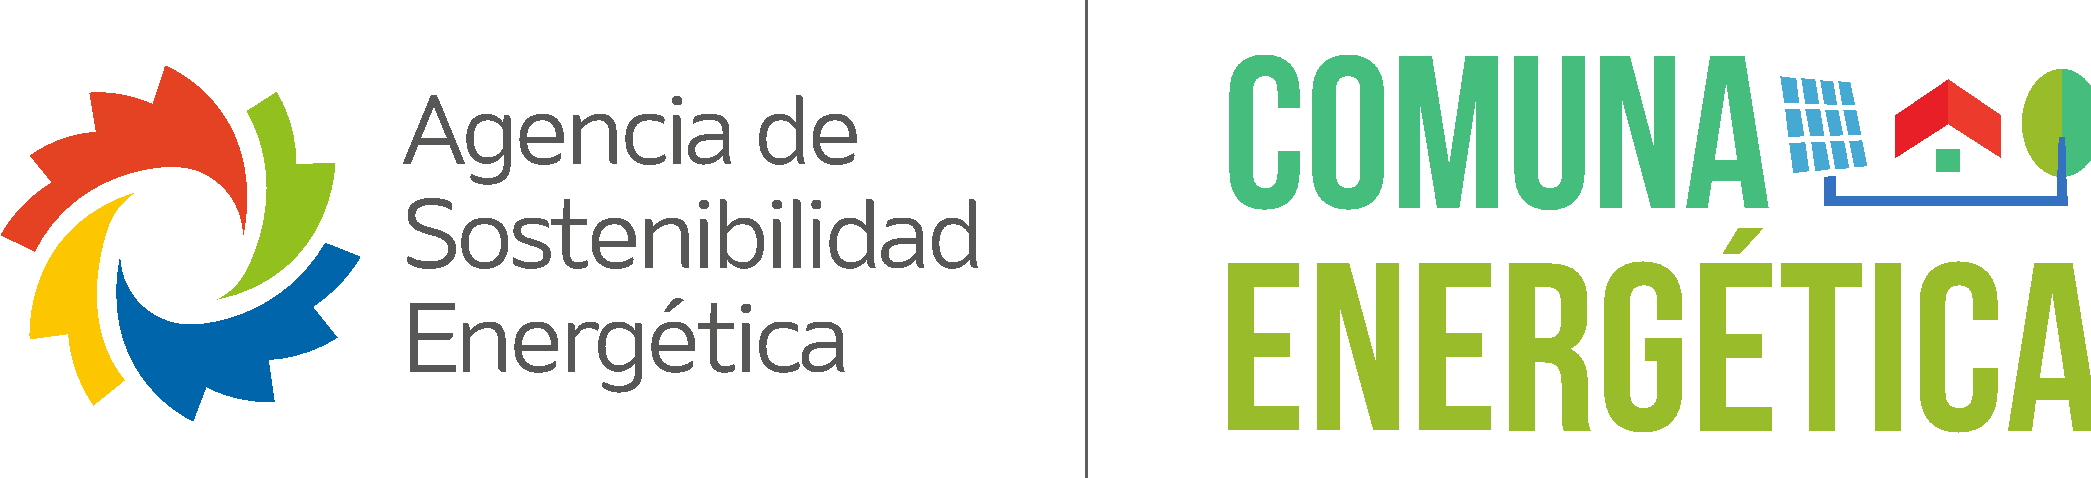 Agencia de
Sostenibilidad
Energética
COMUNA
ENERGÉTICA